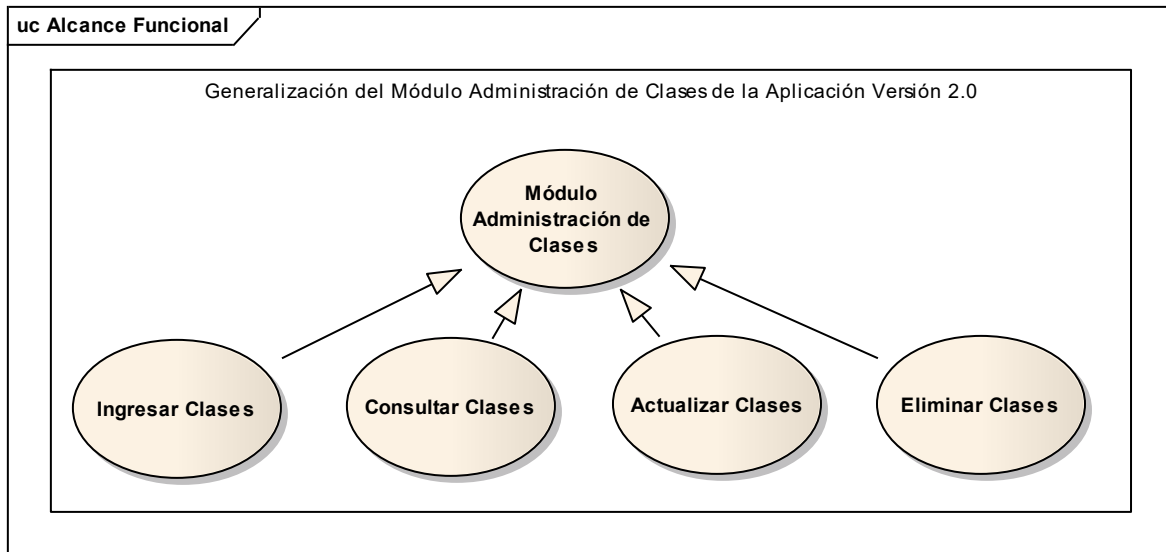 uc Alcance Funcional
Generalización del Módulo Administración de Clases de la Aplicación Versión 2.0
Módulo
Administración de
Clases
Ingresar Clases
Consultar Clases
Actualizar Clases
Eliminar Clases